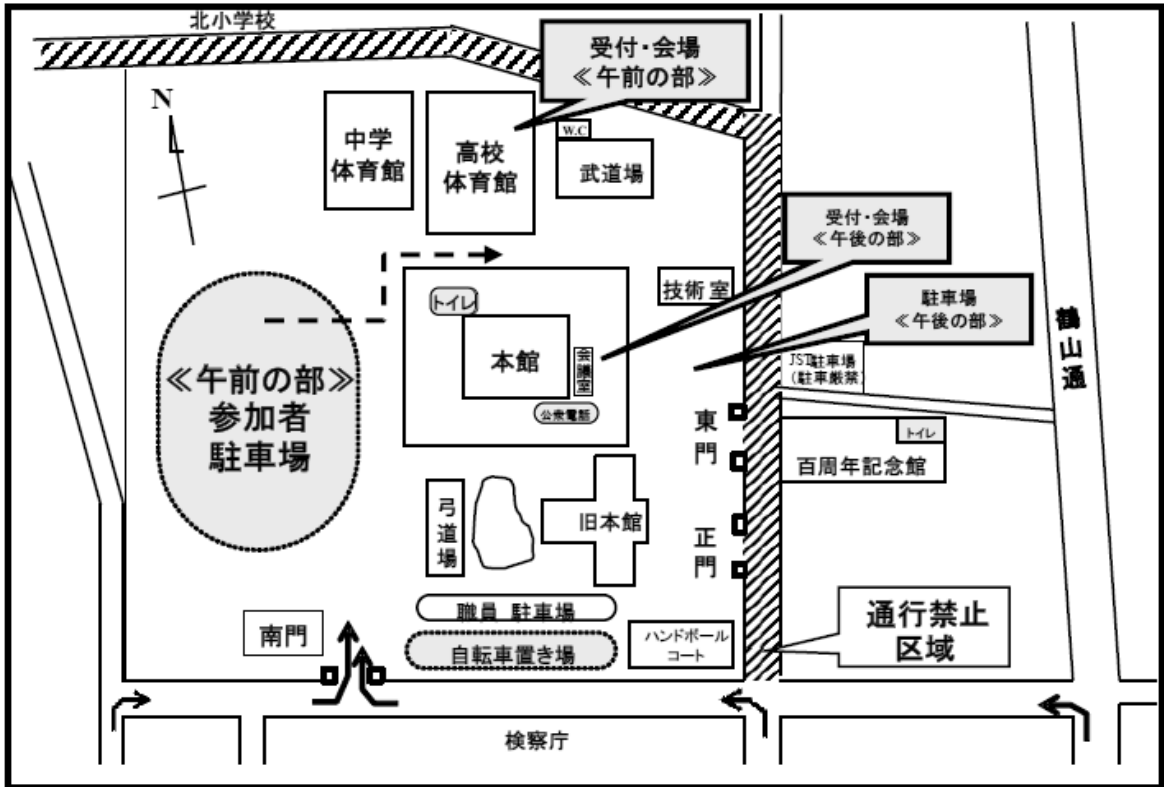 北小学校
受付・会場
≪午前の部≫
N
中学
体育館
高校
体育館
W.C
武道場
受付・会場
≪午後の部≫
技術室
駐車場
≪午後の部≫
鶴山通
トイレ
本館
会議室
公衆電話
JST駐車場
(駐車厳禁)
≪午前の部≫
参加者
駐車場
東門
トイレ
百周年記念館
弓道場
旧本館
正門
職員 駐車場
通行禁止
区域
南門
自転車置き場
ハンドボール
コート
検察庁